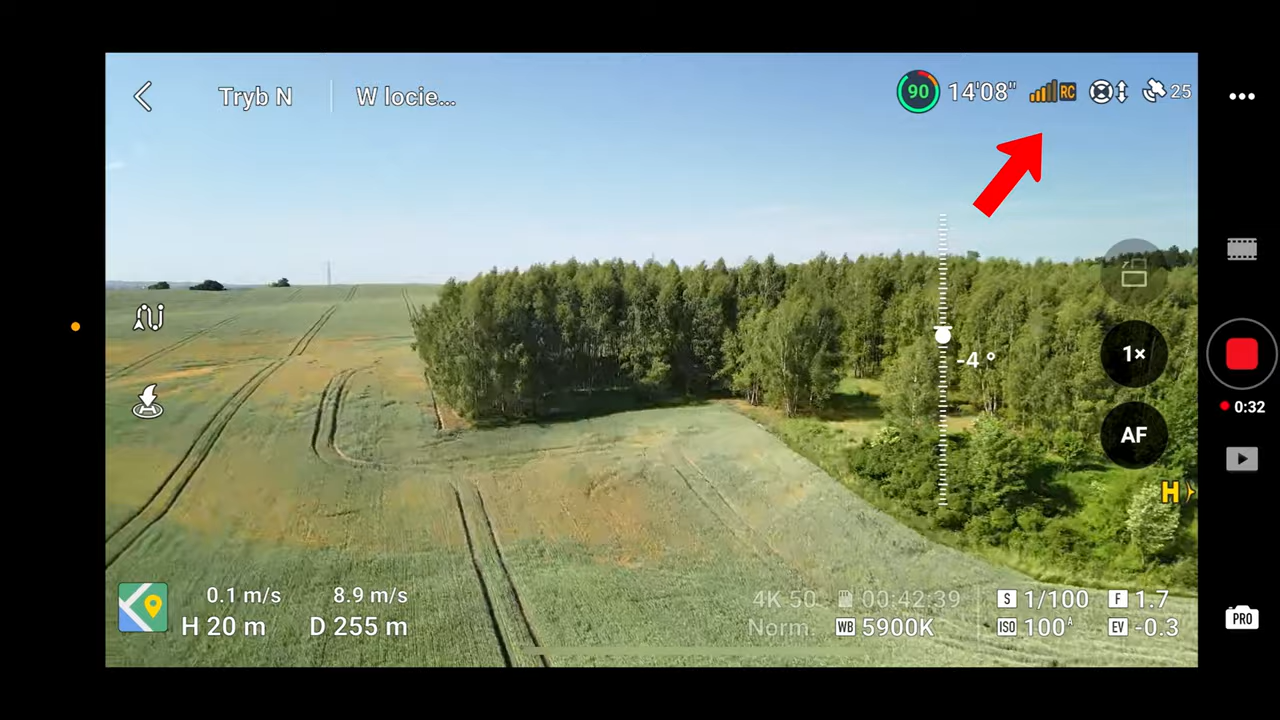 Tryb N
W locie...
90 14'08" RC 25
-4 °
1×
AF
0:32
H
0.1 m/s 8.9 m/s
H 20 m D 255 m
4K 50 00:42:39
Norm. WB 5900K
S 1/100 F 1.7
ISO 100A EV -0.3
PRO